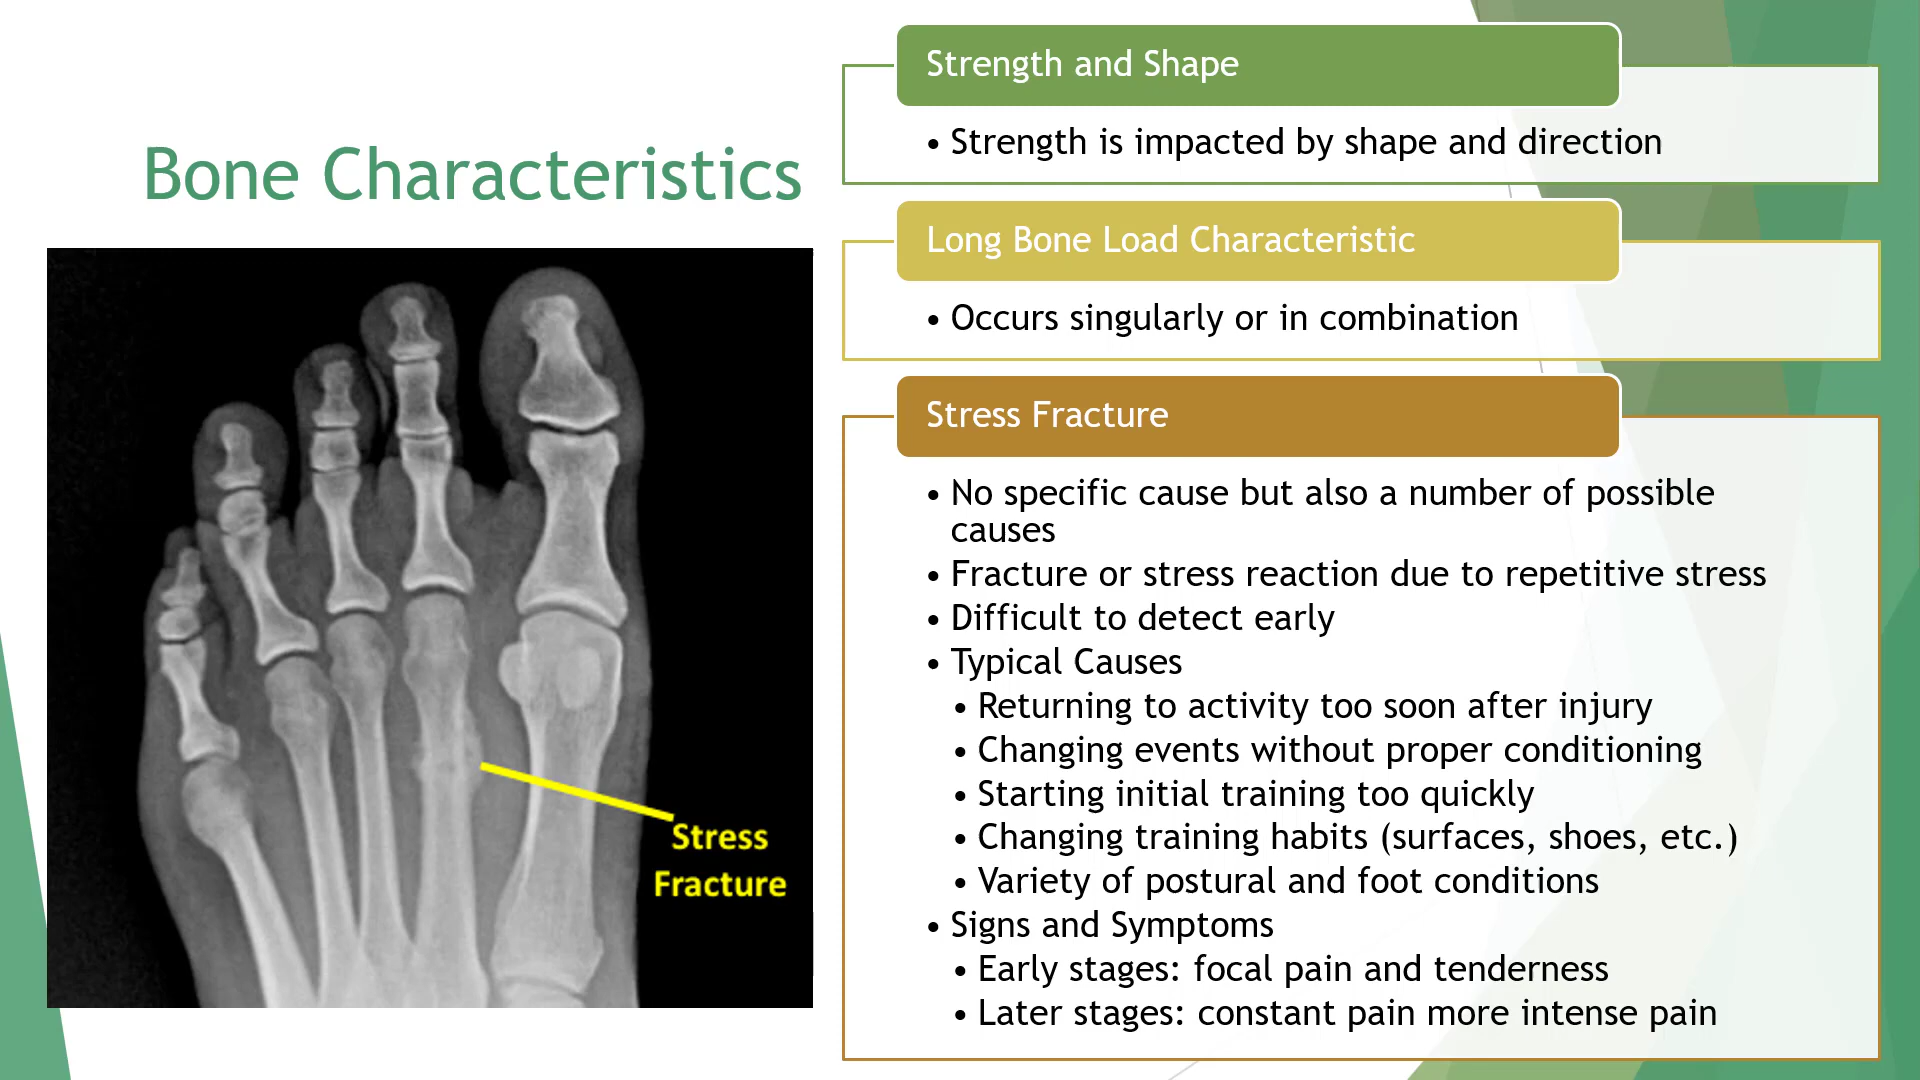 Bone Characteristics
Stress
Fracture
Strength and Shape
• Strength is impacted by shape and direction
Long Bone Load Characteristic
• Occurs singularly or in combination
Stress Fracture
• No specific cause but also a number of possible
causes
• Fracture or stress reaction due to repetitive stress
• Difficult to detect early
• Typical Causes
• Returning to activity too soon after injury
• Changing events without proper conditioning
• Starting initial training too quickly
• Changing training habits (surfaces, shoes, etc.)
• Variety of postural and foot conditions
• Signs and Symptoms
• Early stages: focal pain and tenderness
• Later stages: constant pain more intense pain